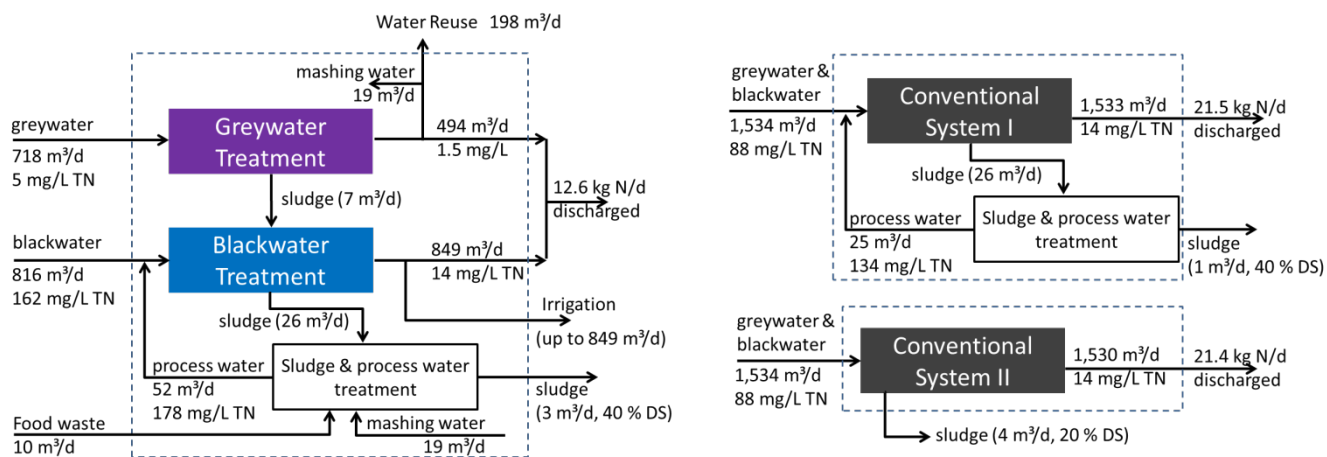 Water Reuse 198 m³/d
mashing water
19 m³/d
greywater
718 m³/d
5 mg/L TN
Greywater
Treatment
494 m³/d
1.5 mg/L
sludge (7 m³/d)
12.6 kg N/d
discharged
blackwater
816 m³/d
162 mg/L TN
Blackwater
Treatment
849 m³/d
14 mg/L TN
sludge (26 m³/d)
Irrigation
(up to 849 m³/d)
process water
52 m³/d
178 mg/L TN
Sludge & process water
treatment
sludge
(3 m³/d, 40 % DS)
Food waste
10 m³/d
mashing water
19 m³/d
greywater &
blackwater
1,534 m³/d
88 mg/L TN
Conventional
System I
1,533 m³/d
14 mg/L TN
21.5 kg N/d
discharged
sludge (26 m³/d)
process water
25 m³/d
134 mg/L TN
Sludge & process water
treatment
sludge
(1 m³/d, 40 % DS)
greywater &
blackwater
1,534 m³/d
88 mg/L TN
Conventional
System II
1,530 m³/d
14 mg/L TN
21.4 kg N/d
discharged
sludge (4 m³/d, 20 % DS)